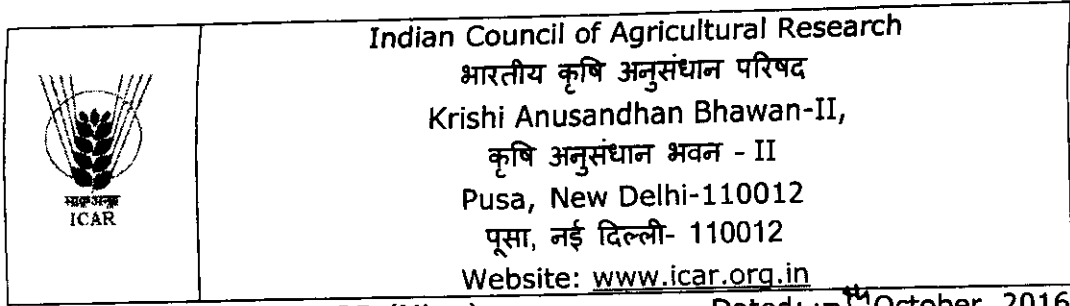 Indian Council of Agricultural Research
भारतीय कृषि अनुसंधान परिषद
Krishi Anusandhan Bhawan-II,
कृषि अनुसंधान भवन - II
Pusa, New Delhi-110012
पूसा, नई दिल्ली- 110012
Website: www.icar.org.in
भाकृअनुप
ICAR
Dated: October, 2016